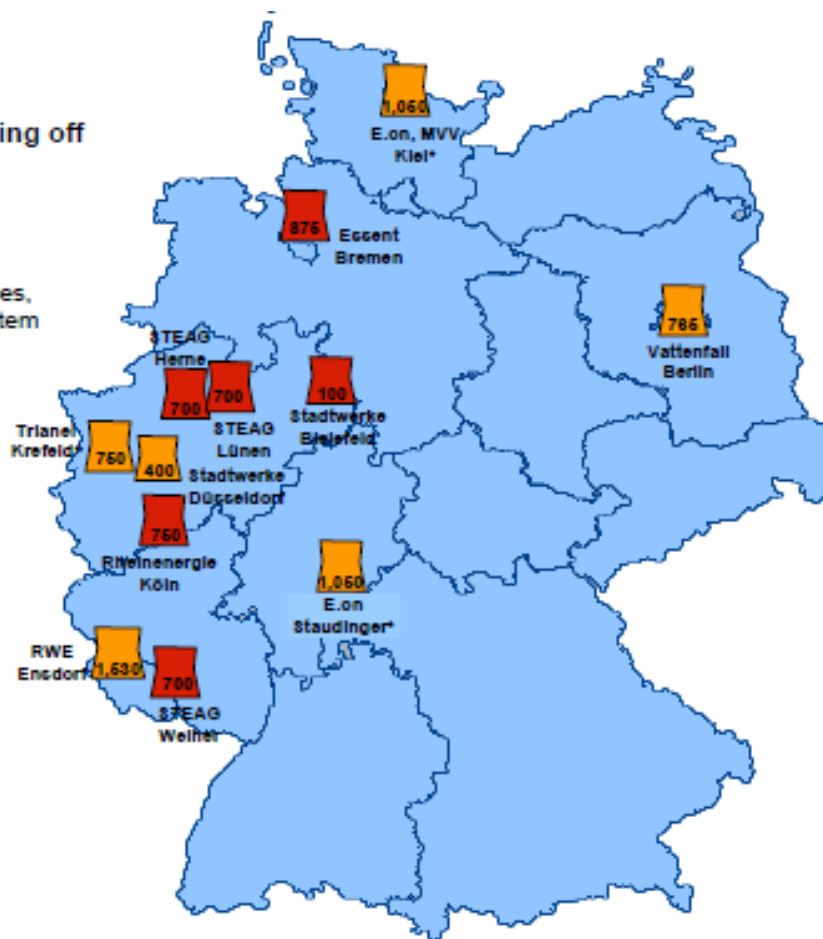 ing off
es,
tem
1,050
E.on, MVV
Kiel*
875
Essent
Bremen
Vattenfall
Berlin
STEAG
Herne
700
700
STEAG
Lünen
100
Stadtwerke
Bielefeld
Trianel
Krefeld*
750
400
Stadtwerke
Düsseldorf
750
Rheinenergie
Köln
1,050
E.on
Staudinger*
RWE
Ensdorf
1,530
700
STEAG
Weiher